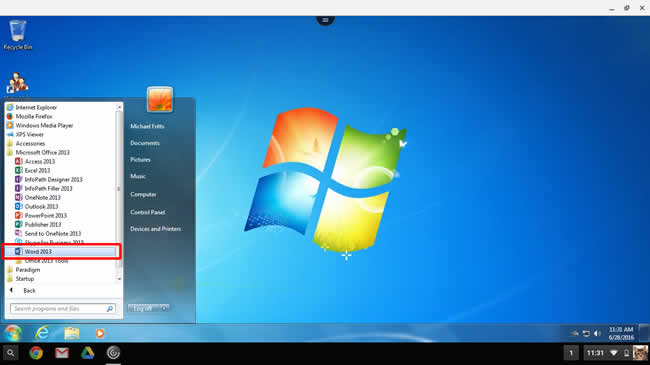 Recycle Bin
Internet Explorer
Mozilla Firefox
Windows Media Player
XPS Viewer
Accessories
Microsoft Office 2013
Access 2013
Excel 2013
InfoPath Designer 2013
InfoPath Filler 2013
OneNote 2013
Outlook 2013
PowerPoint 2013
Publisher 2013
Send to OneNote 2013
Skype for Business 2013
Word 2013
Office 2013 Tools
Paradigm
Startup
Back
Search programs and files
Michael Fritts
Documents
Pictures
Music
Computer
Control Panel
Devices and Printers
Log off
11:31 AM
6/28/2016
1
11:31